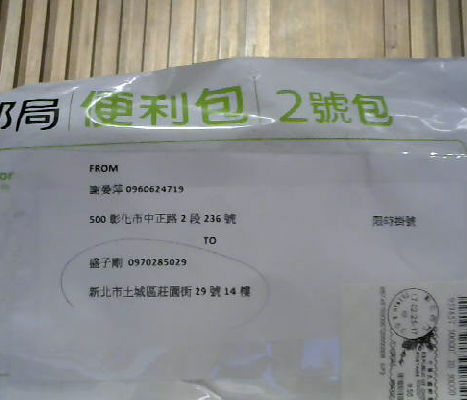 郵局 便利包 2號包
FROM
謝晏萍 0960624719
500 彰化市中正路 2 段 236 號
限時掛號
TO
盛子剛 0970285029
新北市土城區莊園街 29 號 14 樓